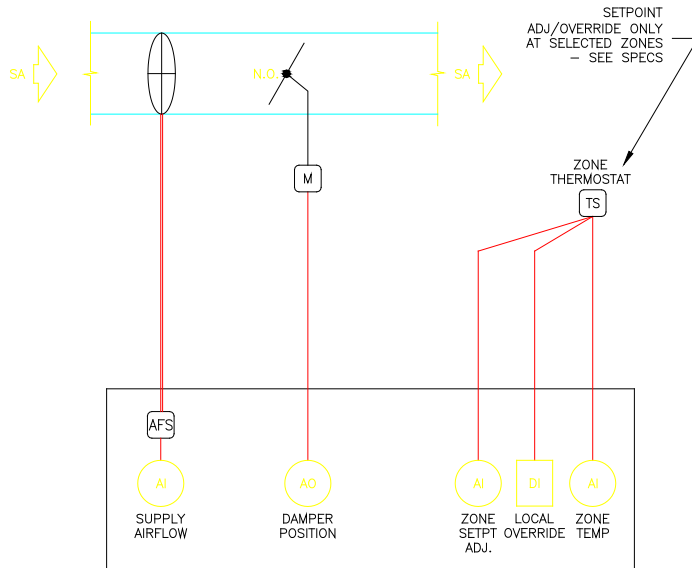 SETPOINT
ADJ/OVERRIDE ONLY
AT SELECTED ZONES
- SEE SPECS
SA
N.O.
SA
ZONE
THERMOSTAT
M
TS
AFS
AI
AO
AI
DI
AI
SUPPLY
AIRFLOW
DAMPER
POSITION
ZONE
SETPT
ADJ.
LOCAL
OVERRIDE
ZONE
TEMP